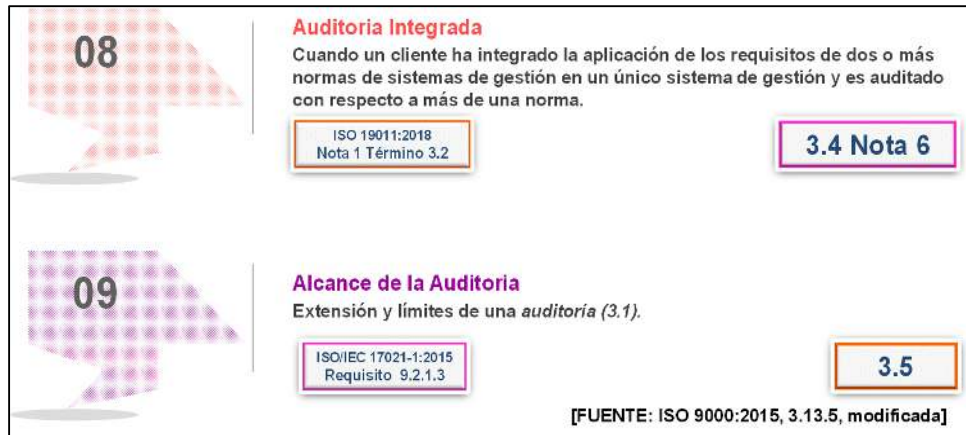 08
Auditoria Integrada
Cuando un cliente ha integrado la aplicación de los requisitos de dos o más
normas de sistemas de gestión en un único sistema de gestión y es auditado
con respecto a más de una norma.
ISO 19011:2018
Nota 1 Término 3.2
3.4 Nota 6
09
Alcance de la Auditoria
Extensión y límites de una auditoría (3.1).
ISO/IEC 17021-1:2015
Requisito 9.2.1.3
3.5
[FUENTE: ISO 9000:2015, 3.13.5, modificada]